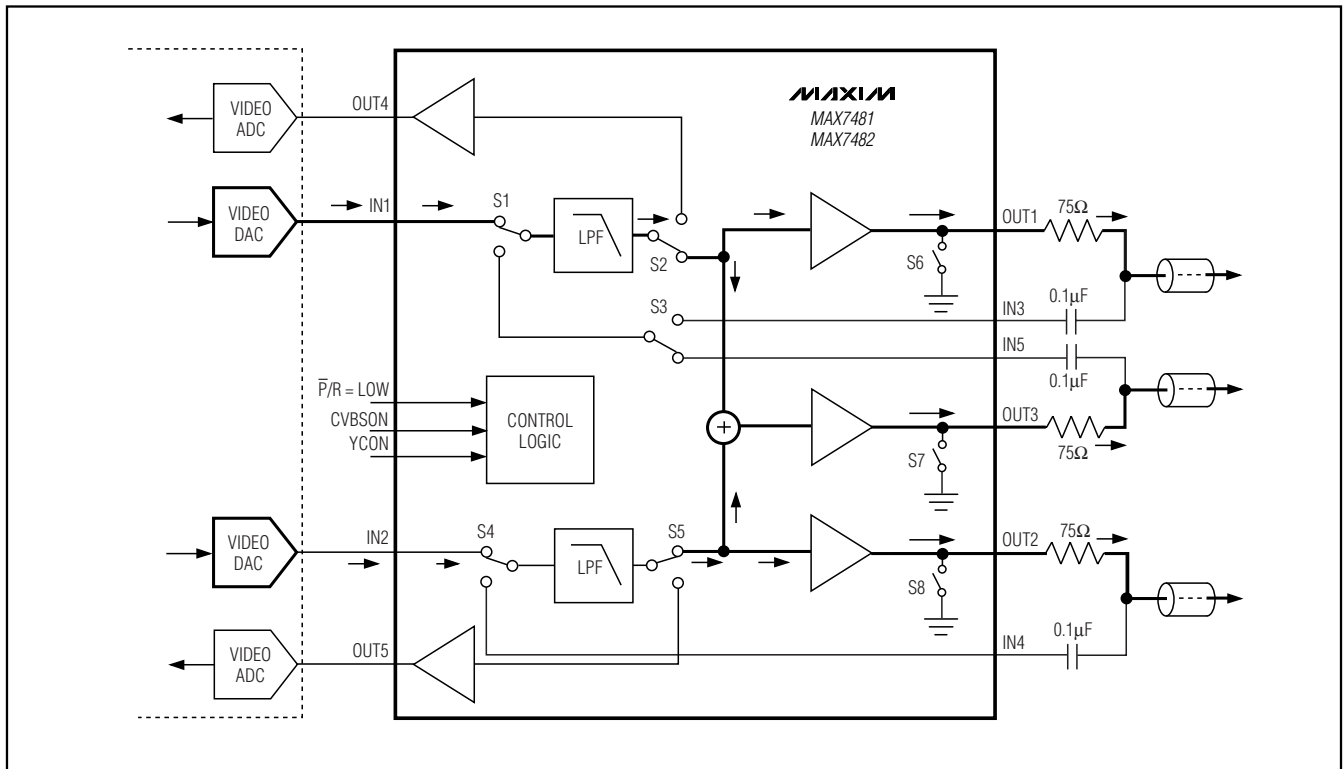 VIDEO
ADC
OUT4
MAXIM
MAX7481
MAX7482
VIDEO
DAC
IN1
S1
LPF
S2
S6
OUT1
75Ω
0.1µF
IN3
S3
IN5
0.1µF
P̅/R = LOW
CVBSON
YCON
CONTROL
LOGIC
+
S7
OUT3
75Ω
VIDEO
DAC
IN2
S4
LPF
S5
S8
OUT2
75Ω
0.1µF
IN4
VIDEO
ADC
OUT5